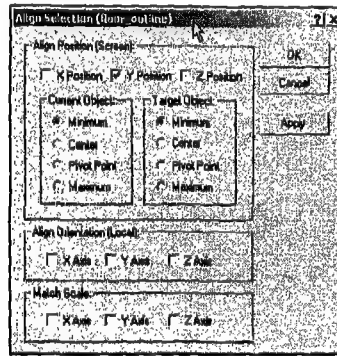 Align Selection (floor_outline) ? X
Align Position (Screen):
X Position Y Position Z Position
OK
Cancel
Apply
Current Object: Target Object:
Minimum Minimum
Center Center
Pivot Point Pivot Point
Maximum Maximum
Align Orientation (Local):
X Axis Y Axis Z Axis
Match Scale:
X Axis Y Axis Z Axis